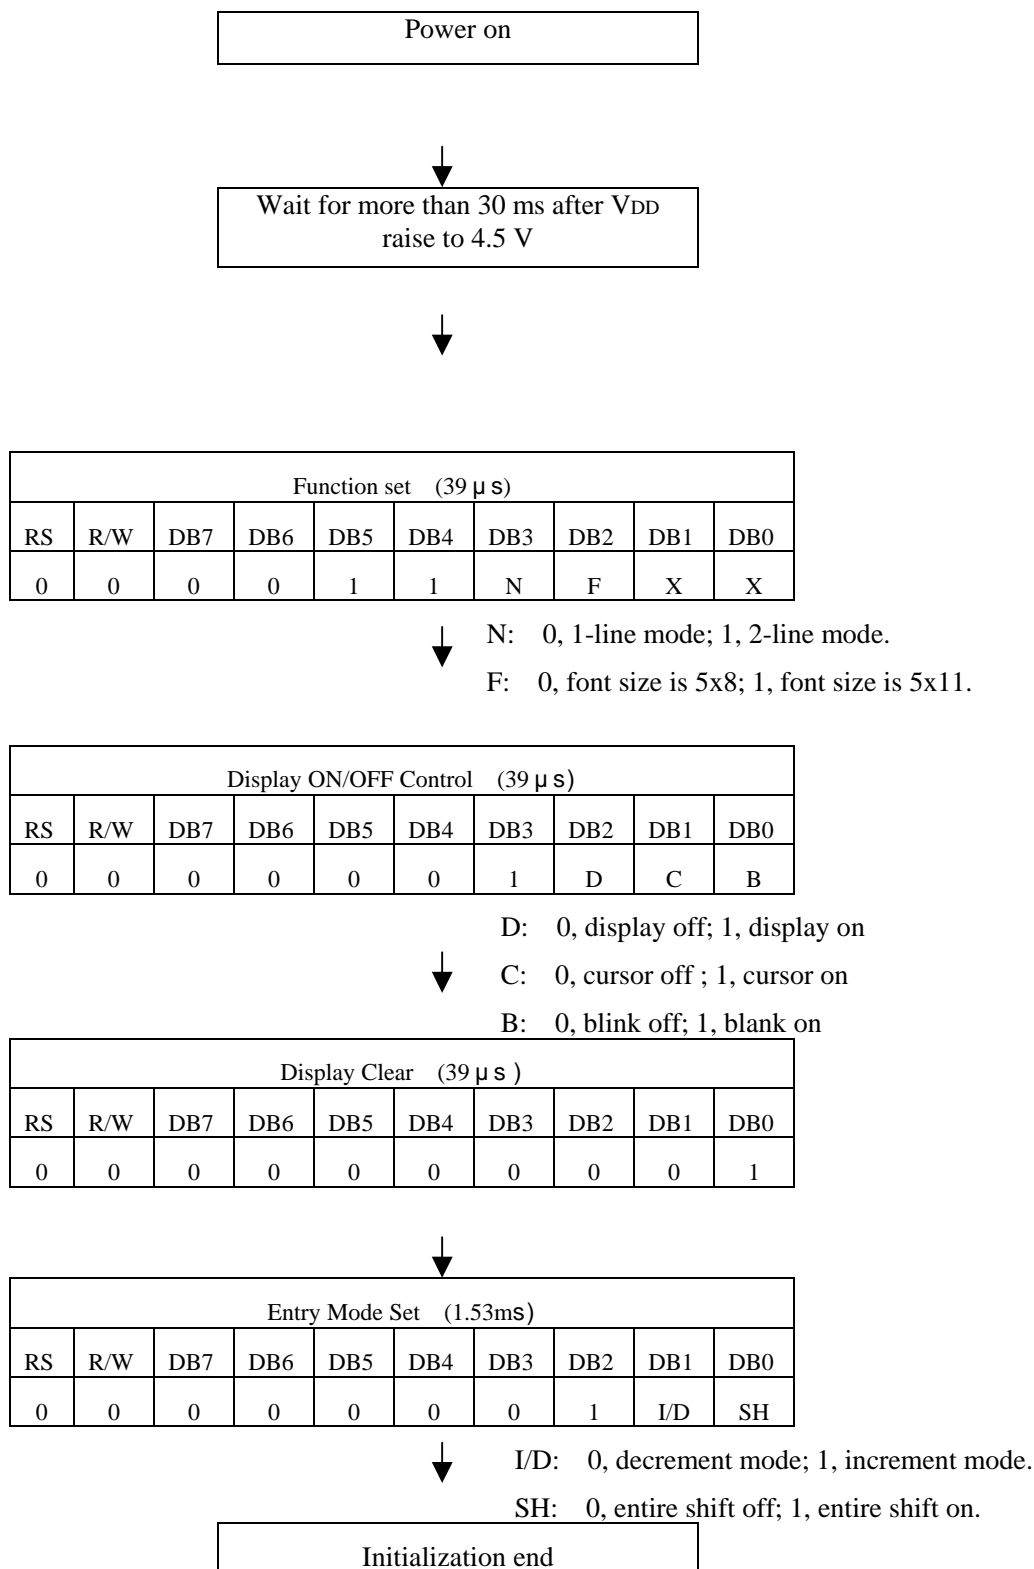 Power on
Wait for more than 30 ms after VDD
raise to 4.5 V
Function set (39 μ s)
RS R/W DB7 DB6 DB5 DB4 DB3 DB2 DB1 DB0
0 0 0 0 1 1 N F X X
N: 0, 1-line mode; 1, 2-line mode.
F: 0, font size is 5x8; 1, font size is 5x11.
Display ON/OFF Control (39 μ s)
RS R/W DB7 DB6 DB5 DB4 DB3 DB2 DB1 DB0
0 0 0 0 0 0 1 D C B
D: 0, display off; 1, display on
C: 0, cursor off ; 1, cursor on
B: 0, blink off; 1, blank on
Display Clear (39 μ s )
RS R/W DB7 DB6 DB5 DB4 DB3 DB2 DB1 DB0
0 0 0 0 0 0 0 0 0 1
Entry Mode Set (1.53ms)
RS R/W DB7 DB6 DB5 DB4 DB3 DB2 DB1 DB0
0 0 0 0 0 0 0 1 I/D SH
I/D: 0, decrement mode; 1, increment mode.
SH: 0, entire shift off; 1, entire shift on.
Initialization end